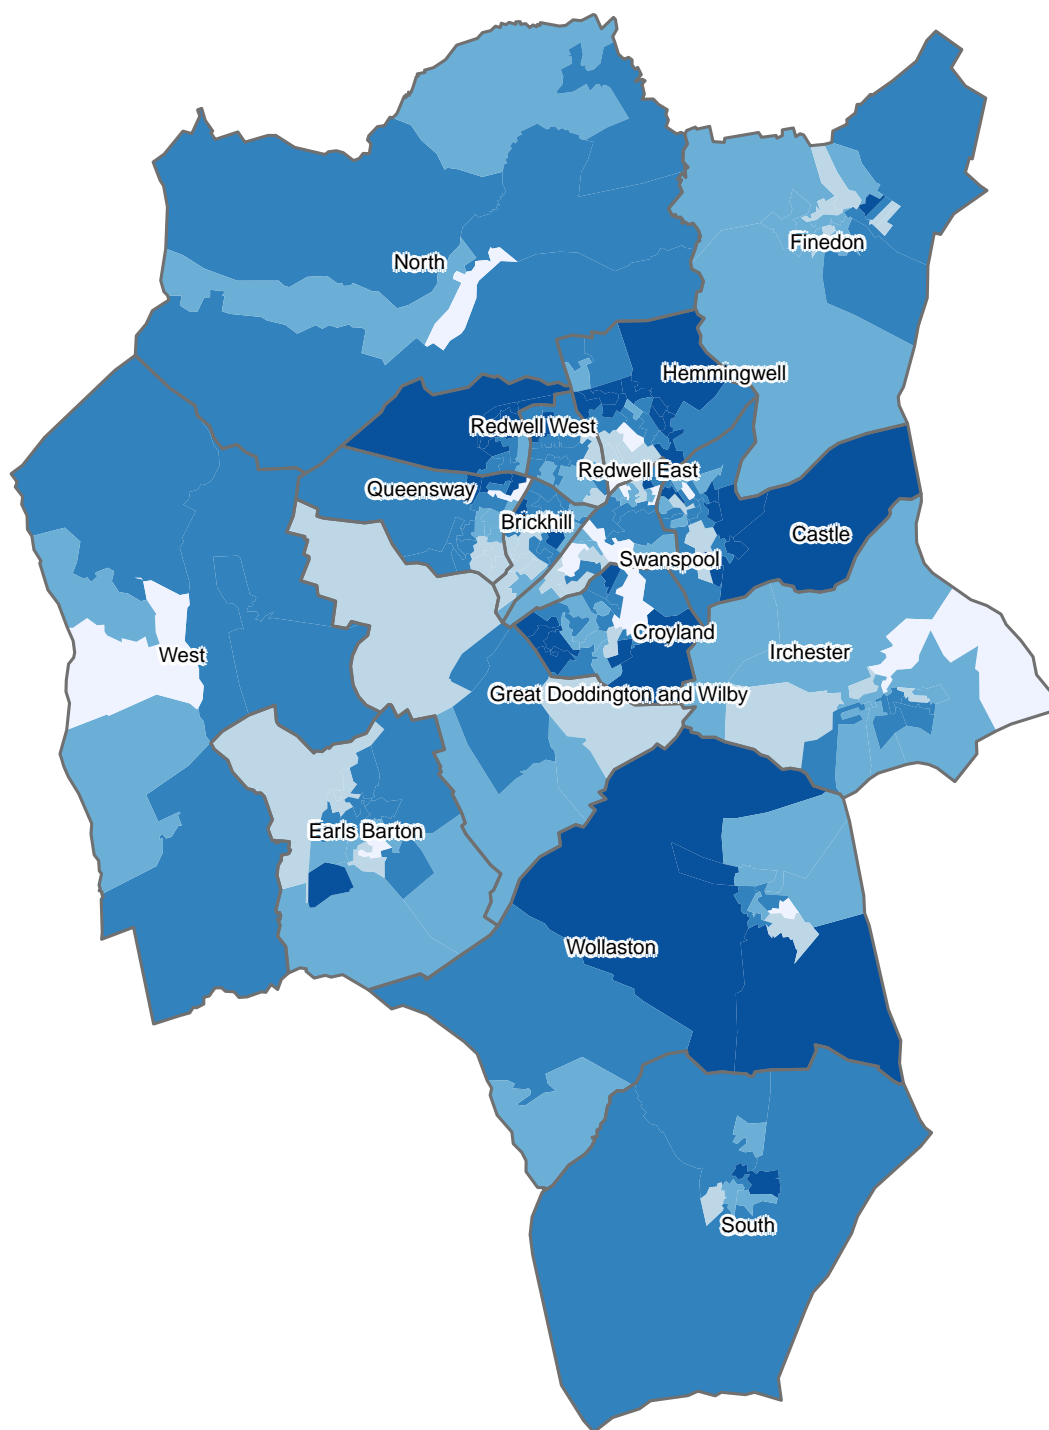 Finedon
North
Hemmingwell
Redwell West
Redwell East
Queensway
Brickhill
Castle
Swanspool
Croyland
Irchester
West
Great Doddington and Wilby
Earls Barton
Wollaston
South